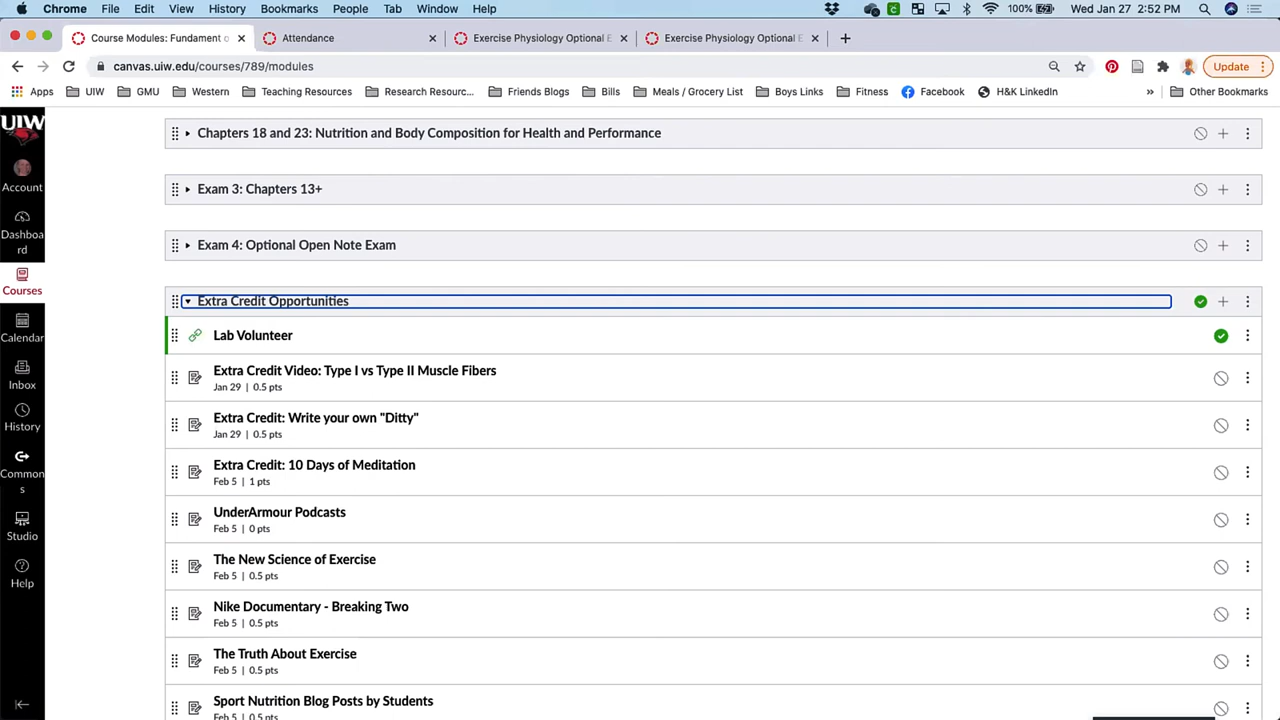 Chrome File Edit View History Bookmarks People Tab Window Help 100% Wed Jan 27 2:52 PM
Course Modules: Fundament o Attendance Exercise Physiology Optional E Exercise Physiology Optional E
canvas.uiw.edu/courses/789/modules Update
Apps UIW GMU Western Teaching Resources Research Resourc... Friends Blogs Bills Meals / Grocery List Boys Links Fitness Facebook H&K LinkedIn » Other Bookmarks
UIW
Account
Dashboa
rd
Courses
Calendar
Inbox
History
Common
s
Studio
Help
Chapters 18 and 23: Nutrition and Body Composition for Health and Performance
Exam 3: Chapters 13+
Exam 4: Optional Open Note Exam
Extra Credit Opportunities
Lab Volunteer
Extra Credit Video: Type I vs Type II Muscle Fibers
Jan 29 | 0.5 pts
Extra Credit: Write your own "Ditty"
Jan 29 | 0.5 pts
Extra Credit: 10 Days of Meditation
Feb 5 | 1 pts
UnderArmour Podcasts
Feb 5 | 0 pts
The New Science of Exercise
Feb 5 | 0.5 pts
Nike Documentary - Breaking Two
Feb 5 | 0.5 pts
The Truth About Exercise
Feb 5 | 0.5 pts
Sport Nutrition Blog Posts by Students
Feb 5 | 0.5 pts